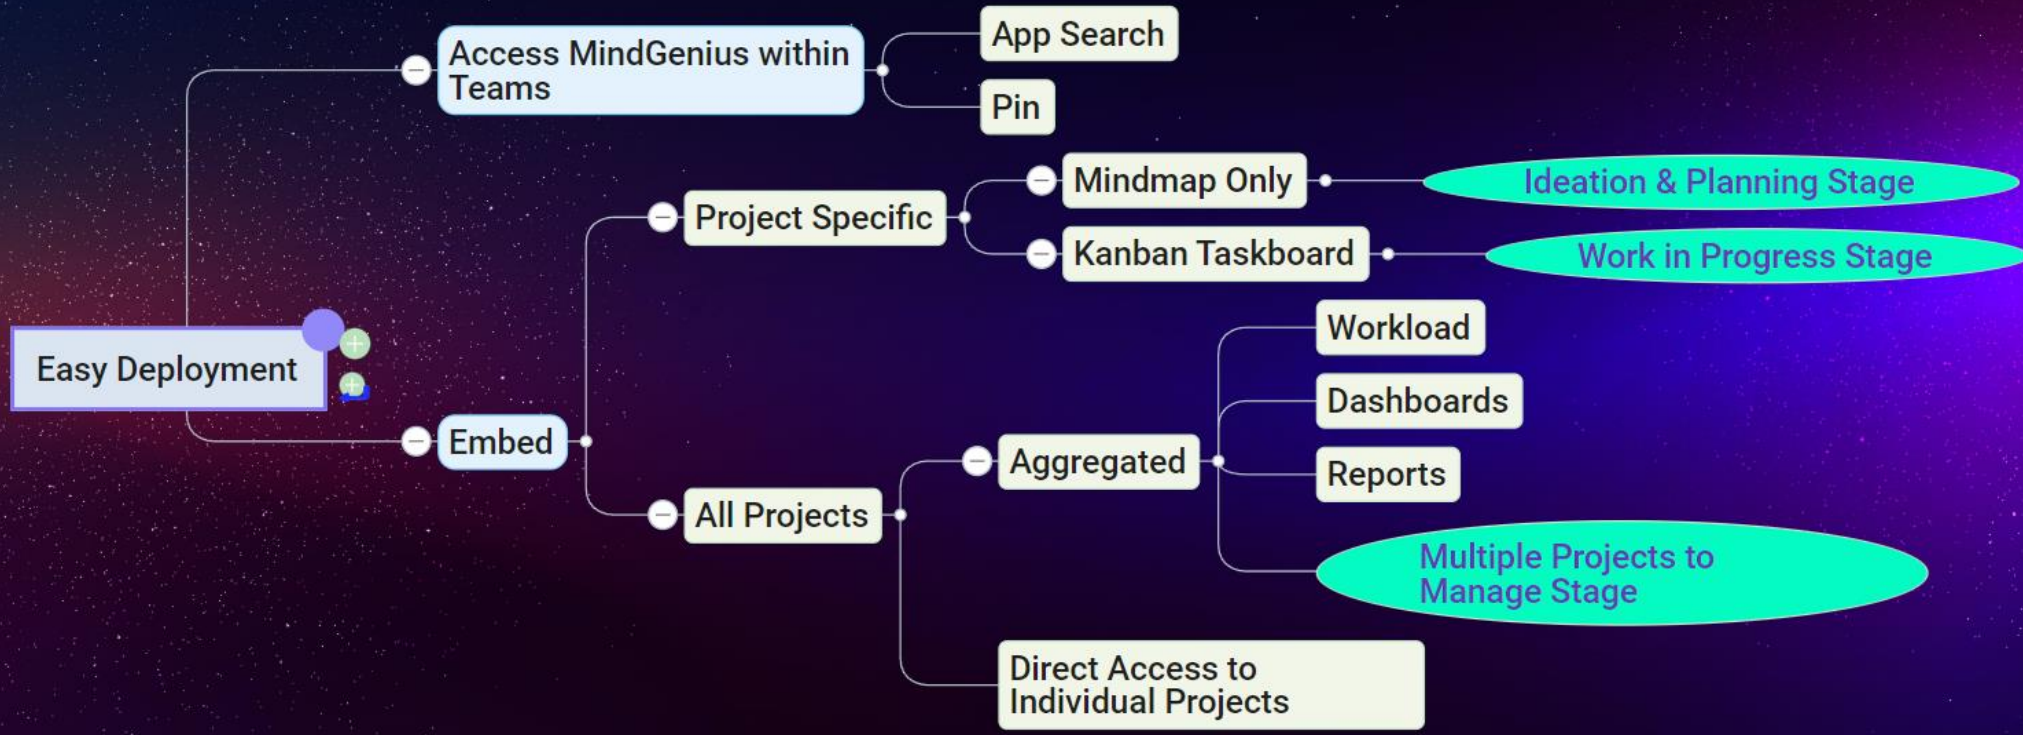 Access MindGenius within
Teams
App Search
Pin
Mindmap Only
Ideation & Planning Stage
Project Specific
Kanban Taskboard
Work in Progress Stage
Easy Deployment
Workload
Dashboards
Embed
Aggregated
Reports
All Projects
Multiple Projects to
Manage Stage
Direct Access to
Individual Projects